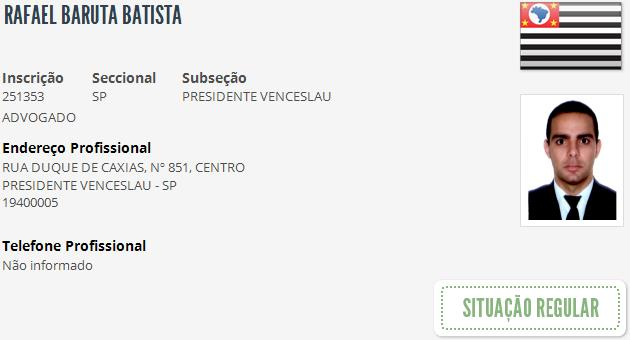 RAFAEL BARUTA BATISTA
Inscrição Seccional Subseção
251353 SP PRESIDENTE VENCESLAU
ADVOGADO
Endereço Profissional
RUA DUQUE DE CAXIAS, Nº 851, CENTRO
PRESIDENTE VENCESLAU - SP
19400005
Telefone Profissional
Não informado
SITUAÇÃO REGULAR